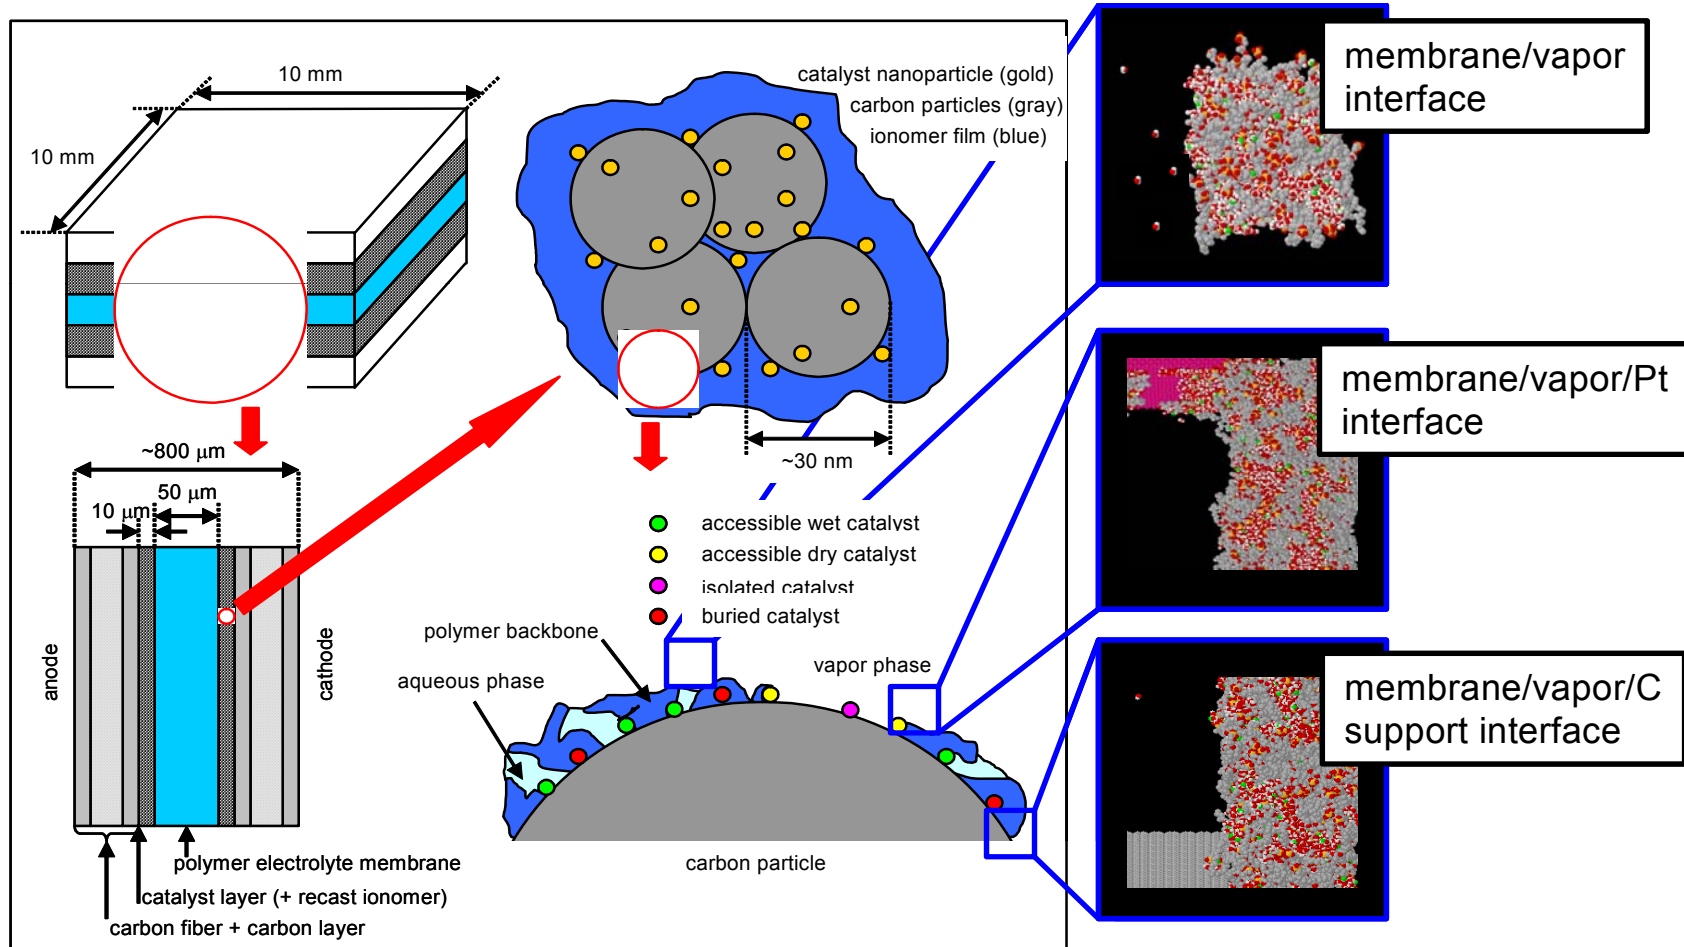 10 mm
10 mm
catalyst nanoparticle (gold)
carbon particles (gray)
ionomer film (blue)
~30 nm
~800 μm
50 μm
10 μm
anode
cathode
polymer electrolyte membrane
catalyst layer (+ recast ionomer)
carbon fiber + carbon layer
accessible wet catalyst
accessible dry catalyst
isolated catalyst
buried catalyst
polymer backbone
aqueous phase
vapor phase
carbon particle
membrane/vapor
interface
membrane/vapor/Pt
interface
membrane/vapor/C
support interface